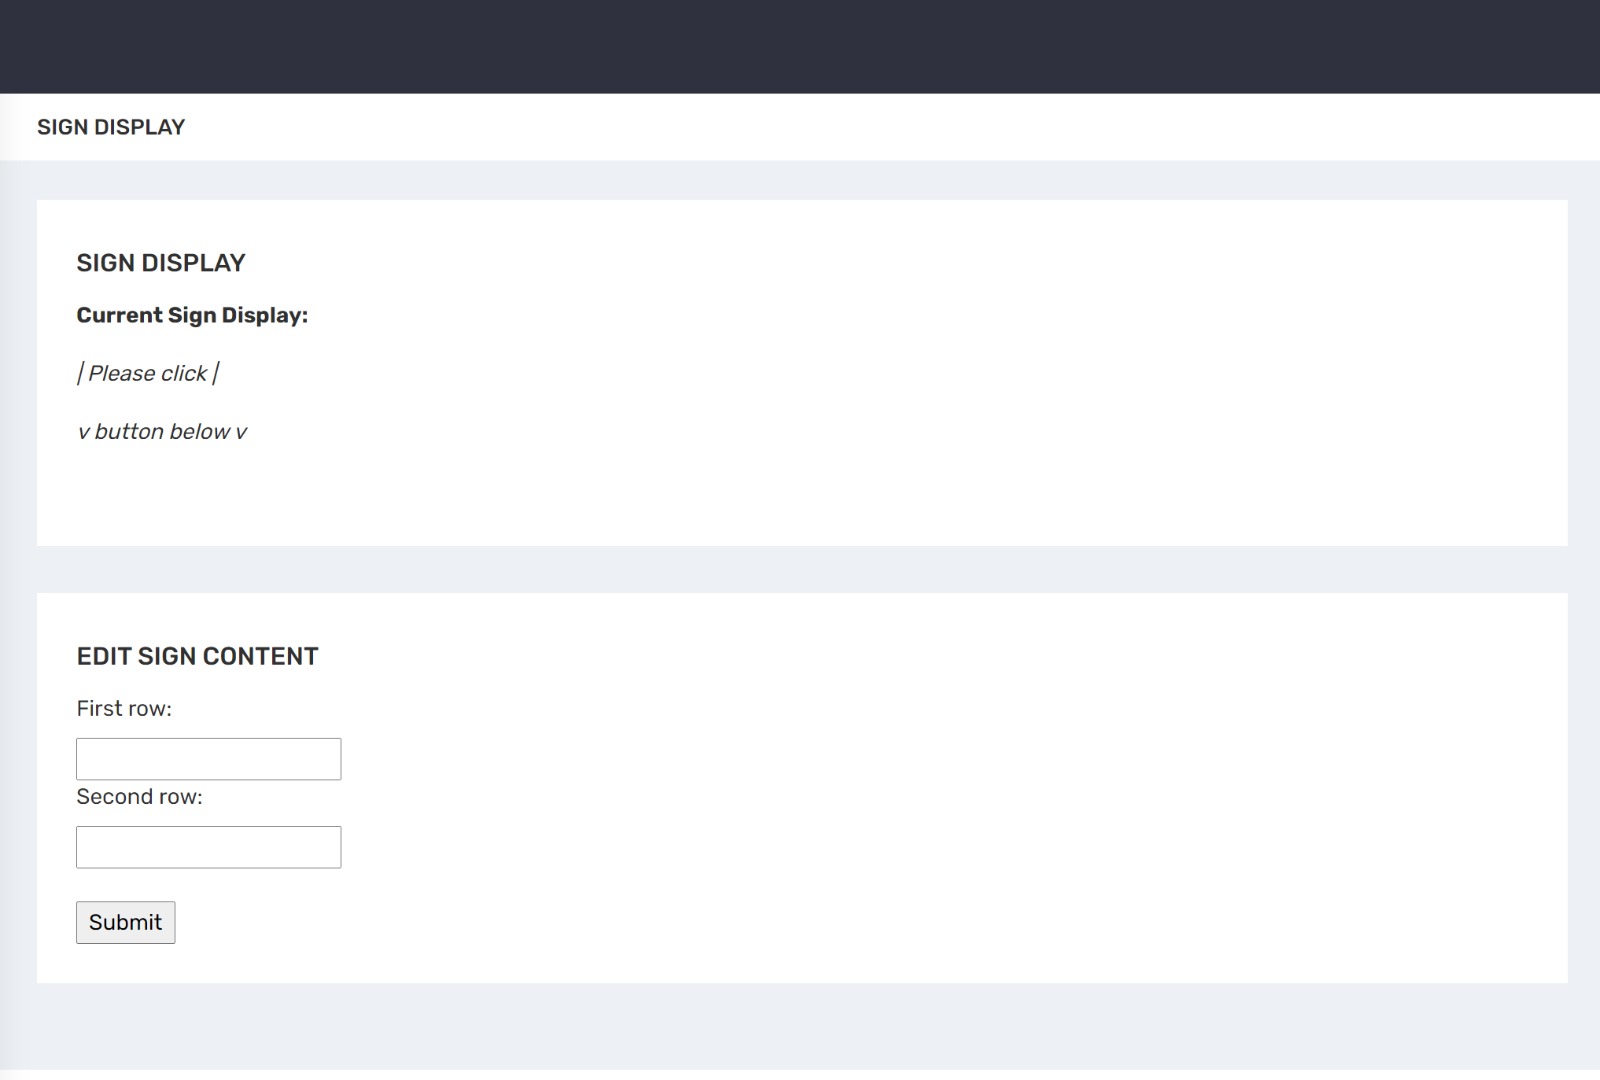 SIGN DISPLAY
SIGN DISPLAY
Current Sign Display:
| Please click |
v button below v
EDIT SIGN CONTENT
First row:
Second row:
Submit